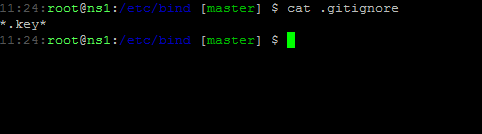 11:24:root@ns1:/etc/bind [master] $ cat .gitignore
*.key*
11:24:root@ns1:/etc/bind [master] $